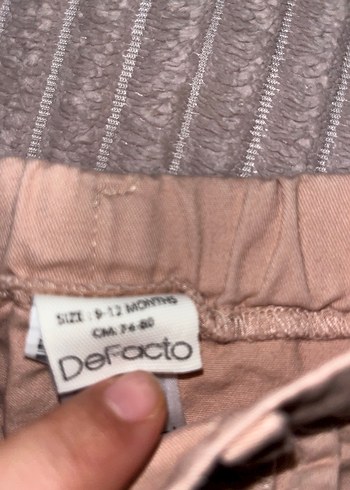 SIZE : 9-12 MONTHS
CM: 74-80
DeFacto